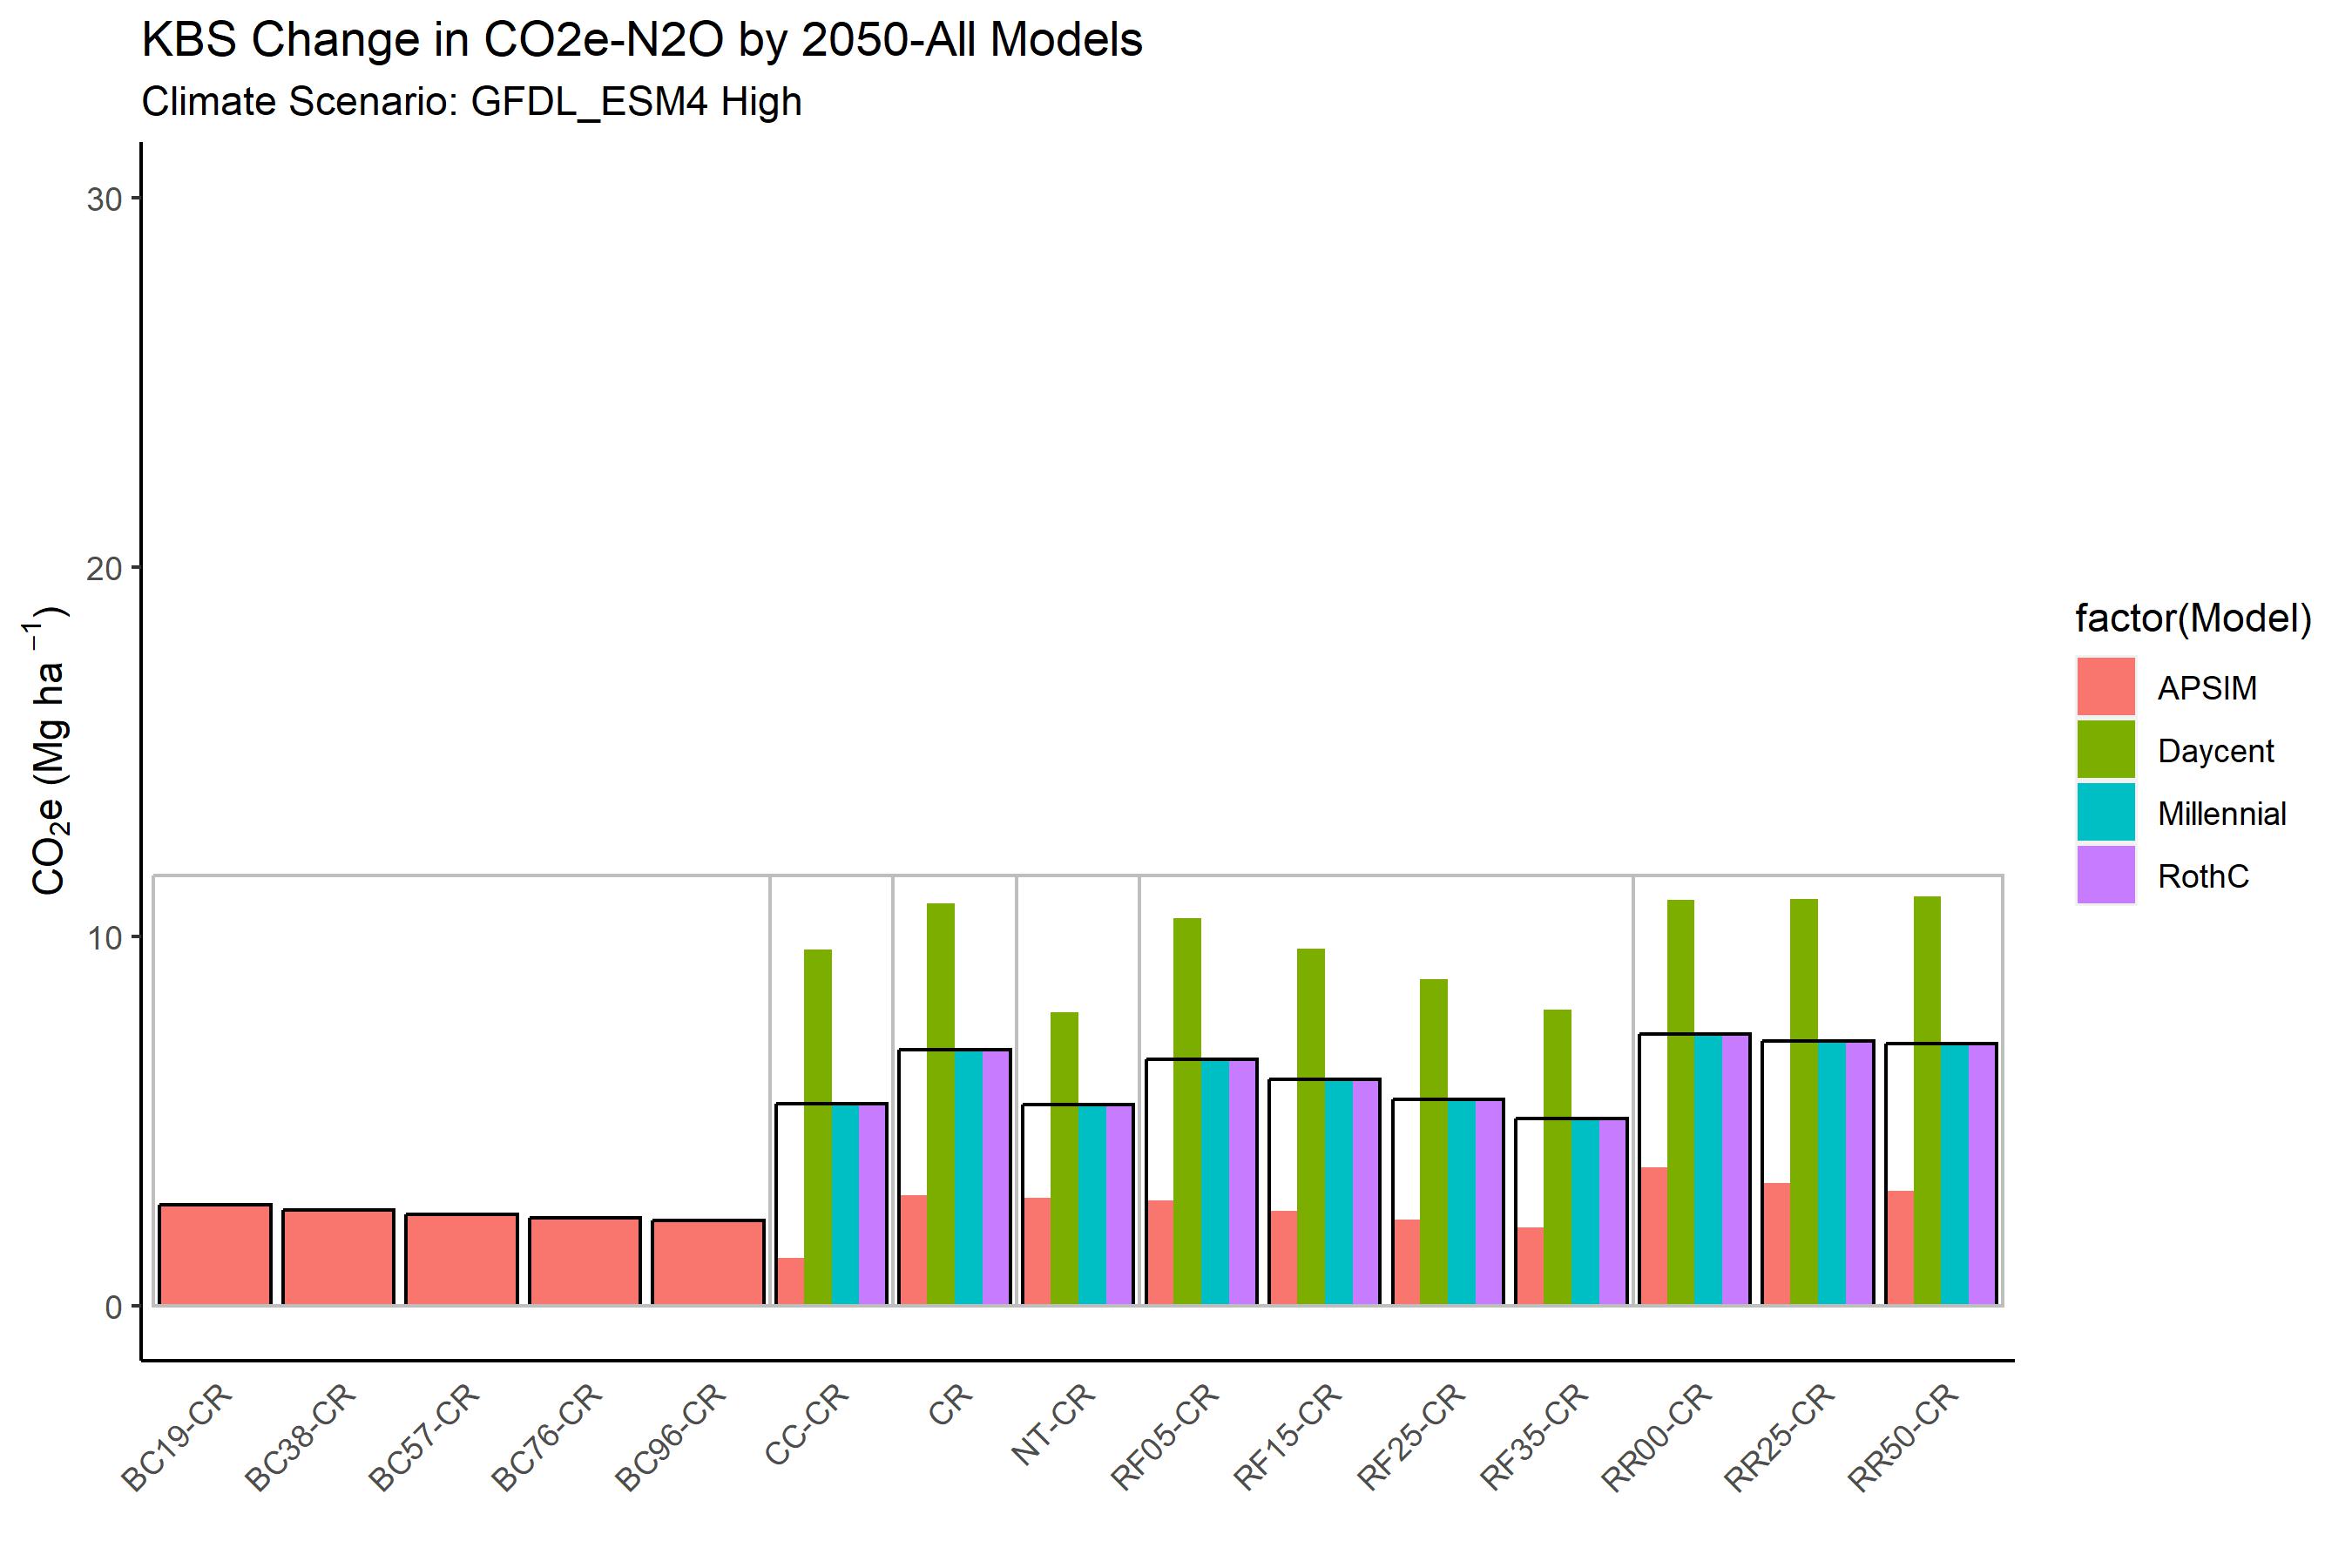 KBS Change in CO2e-N2O by 2050-All Models
Climate Scenario: GFDL_ESM4 High
CO₂e (Mg ha ⁻¹)
30
20
10
0
BC19-CR
BC38-CR
BC57-CR
BC76-CR
BC96-CR
CC-CR
CR
NT-CR
RF05-CR
RF15-CR
RF25-CR
RF35-CR
RR00-CR
RR25-CR
RR50-CR
factor(Model)
APSIM
Daycent
Millennial
RothC